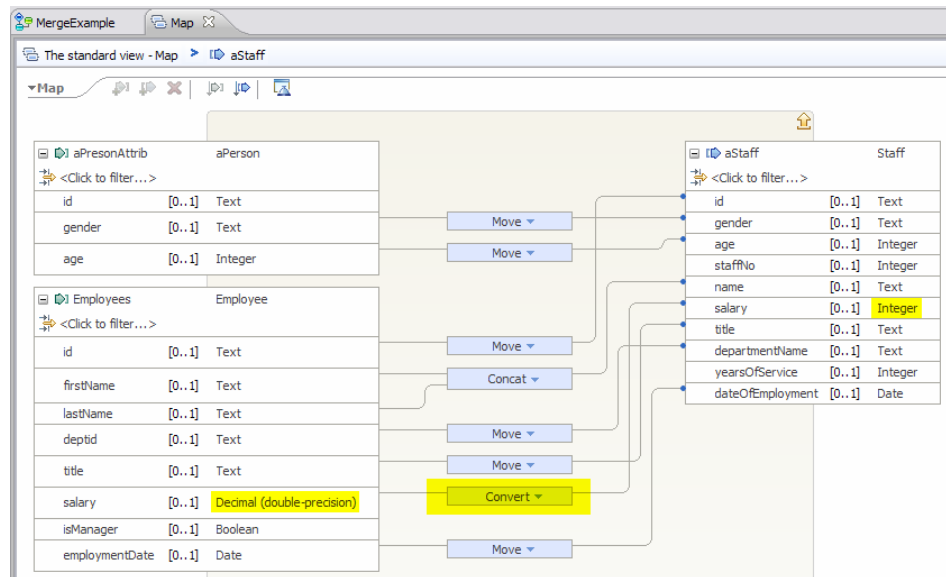 MergeExample Map
The standard view - Map > aStaff
Map
aPresonAttrib aPerson
<Click to filter...>
id [0..1] Text
gender [0..1] Text
age [0..1] Integer
Employees Employee
<Click to filter...>
id [0..1] Text
firstName [0..1] Text
lastName [0..1] Text
deptid [0..1] Text
title [0..1] Text
salary [0..1] Decimal (double-precision)
isManager [0..1] Boolean
employmentDate [0..1] Date
Move
Move
Move
Concat
Move
Move
Convert
Move
aStaff Staff
<Click to filter...>
id [0..1] Text
gender [0..1] Text
age [0..1] Integer
staffNo [0..1] Integer
name [0..1] Text
salary [0..1] Integer
title [0..1] Text
departmentName [0..1] Text
yearsOfService [0..1] Integer
dateOfEmployment [0..1] Date